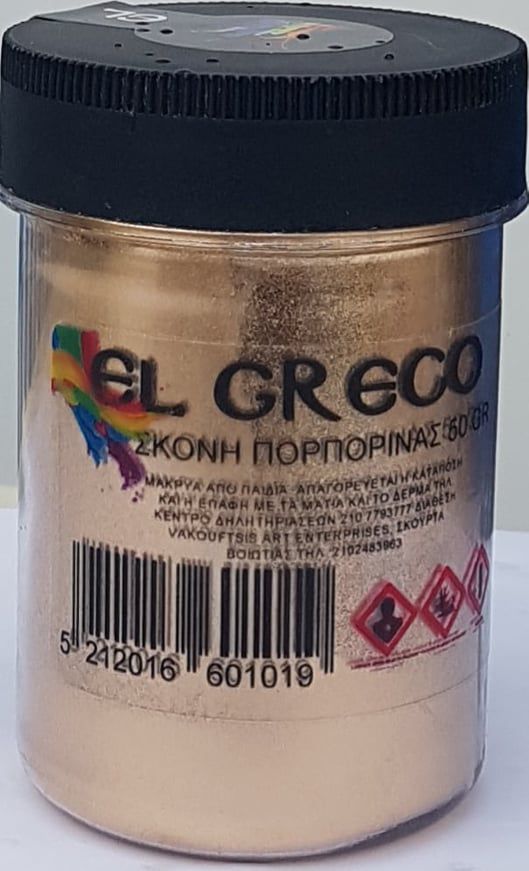 EL GRECO
ΣΚΟΝΗ ΠΟΡΠΟΡΙΝΑΣ 60 GR
ΜΑΚΡΥΑ ΑΠΟ ΠΑΙΔΙΑ ΑΠΑΓΟΡΕΥΕΤΑΙ Η ΚΑΤΑΠΟΣΗ
ΚΑΙ Η ΕΠΑΦΗ ΜΕ ΤΑ ΜΑΤΙΑ ΚΑΙ ΤΟ ΔΕΡΜΑ ΤΗΛ
ΚΕΝΤΡΟ ΔΗΛΗΤΗΡΙΑΣΕΩΝ 210 7793777 ΔΙΑΘΕΣΗ
VAKOUFTSIS ART ENTERPRISES, ΣΚΟΥΡΤΑ
ΒΟΙΩΤΙΑΣ ΤΗΛ. 2102483963
5 212016 601019